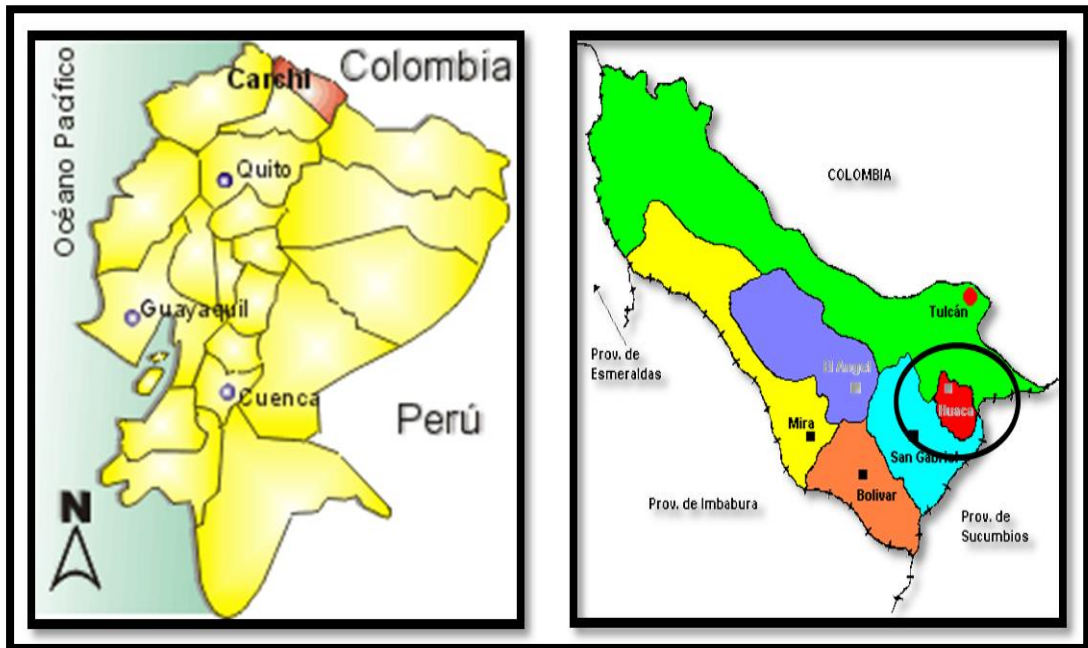 Océano Pacífico
Carchi
Colombia
Quito
Guayaquil
Cuenca
Perú
N
COLOMBIA
Tulcán
Prov. de
Esmeraldas
El Angel
Huaca
Mira
San Gabriel
Bolivar
Prov. de Imbabura
Prov. de
Sucumbios